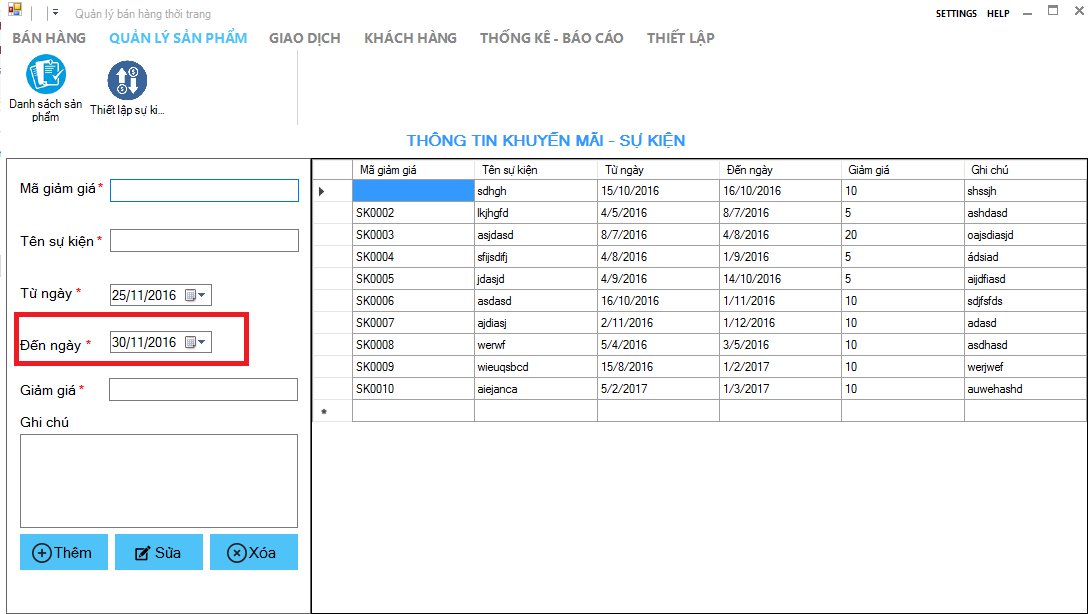 Quản lý bán hàng thời trang
SETTINGS HELP
BÁN HÀNG QUẢN LÝ SẢN PHẨM GIAO DỊCH KHÁCH HÀNG THỐNG KÊ - BÁO CÁO THIẾT LẬP
Danh sách sản phẩm
Thiết lập sự ki...
THÔNG TIN KHUYẾN MÃI - SỰ KIỆN
Mã giảm giá *
Tên sự kiện *
Từ ngày * 25/11/2016
Đến ngày * 30/11/2016
Giảm giá *
Ghi chú
Thêm Sửa Xóa
Mã giảm giá Tên sự kiện Từ ngày Đến ngày Giảm giá Ghi chú
sdhgh 15/10/2016 16/10/2016 10 shssjh
SK0002 lkjhgfd 4/5/2016 8/7/2016 5 ashdasd
SK0003 asjdasd 8/7/2016 4/8/2016 20 oajsdiasjd
SK0004 sfijsdifj 4/8/2016 1/9/2016 5 ádsiad
SK0005 jdasjd 4/9/2016 14/10/2016 5 aijdfiasd
SK0006 asdasd 16/10/2016 1/11/2016 10 sdjfsfds
SK0007 ajdiasj 2/11/2016 1/12/2016 10 adasd
SK0008 werwf 5/4/2016 3/5/2016 10 asdhasd
SK0009 wieuqsbcd 15/8/2016 1/2/2017 10 werjwef
SK0010 aiejanca 5/2/2017 1/3/2017 10 auwehashd
*